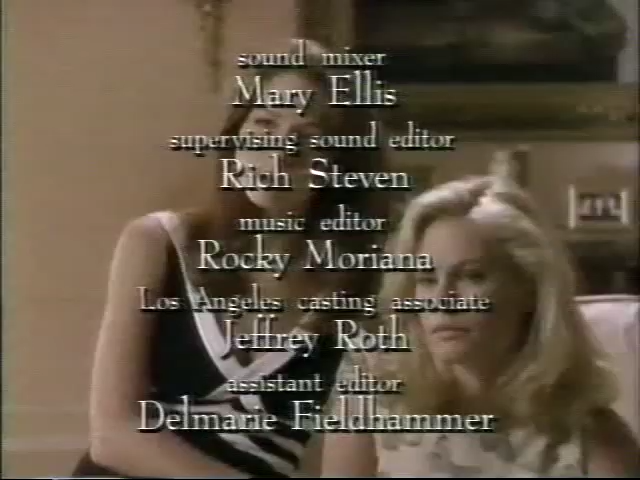 sound mixer
Mary Ellis
supervising sound editor
Rich Steven
music editor
Rocky Moriana
Los Angeles casting associate
Jeffrey Roth
assistant editor
Delmarie Fieldhammer